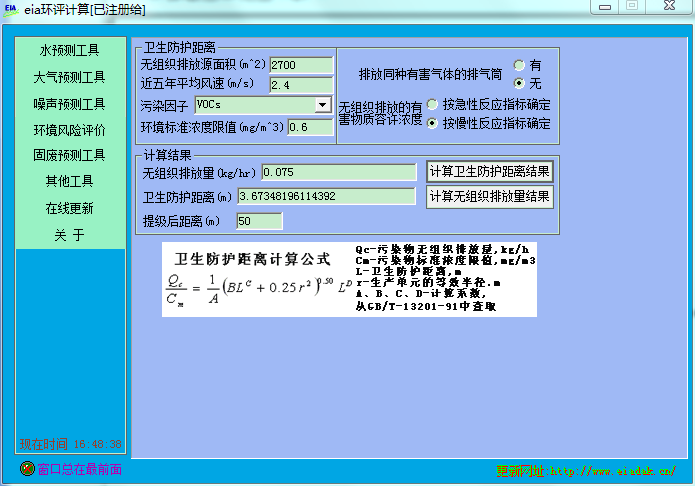 EIA eia环评计算[已注册给]
水预测工具
大气预测工具
噪声预测工具
环境风险评价
固废预测工具
其他工具
在线更新
关 于
现在时间 16:48:38
窗口总在最前面
卫生防护距离
无组织排放源面积(m^2) 2700
近五年平均风速(m/s) 2.4
污染因子 VOCs
环境标准浓度限值(mg/m^3) 0.6
排放同种有害气体的排气筒
有
无
无组织排放的有
害物质容许浓度
按急性反应指标确定
按慢性反应指标确定
计算结果
无组织排放量(kg/hr) 0.075
计算卫生防护距离结果
卫生防护距离(m) 3.67348196114392
计算无组织排放量结果
提级后距离(m) 50
卫生防护距离计算公式
Qc/Cm = 1/A (BL^C + 0.25r^2)^0.50 L^D
Qc-污染物无组织排放量,kg/h
Cm-污染物标准浓度限值,mg/m3
L-卫生防护距离,m
r-生产单元的等效半径.m
A、B、C、D-计算系数,
从GB/T-13201-91中查取
更新网址:http://www.eiadik.cn/